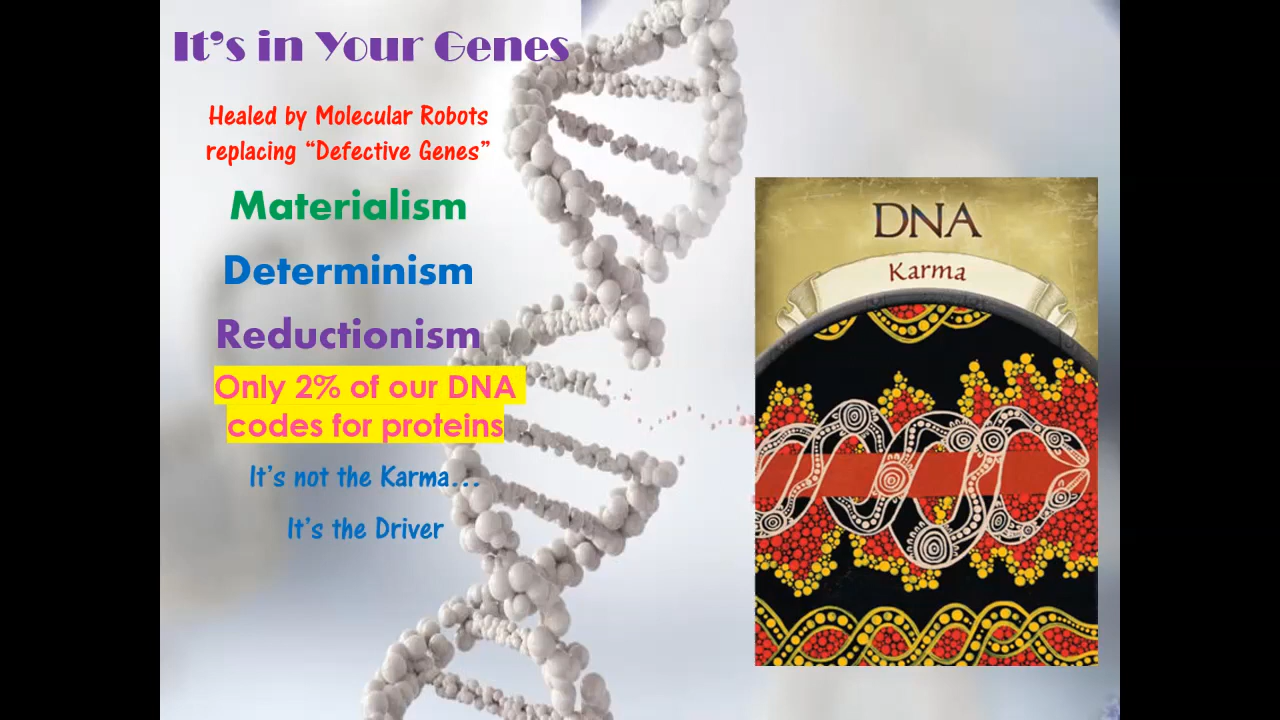 It's in Your Genes
Healed by Molecular Robots
replacing “Defective Genes”
Materialism
Determinism
Reductionism
Only 2% of our DNA
codes for proteins
It's not the Karma...
It's the Driver
DNA
Karma